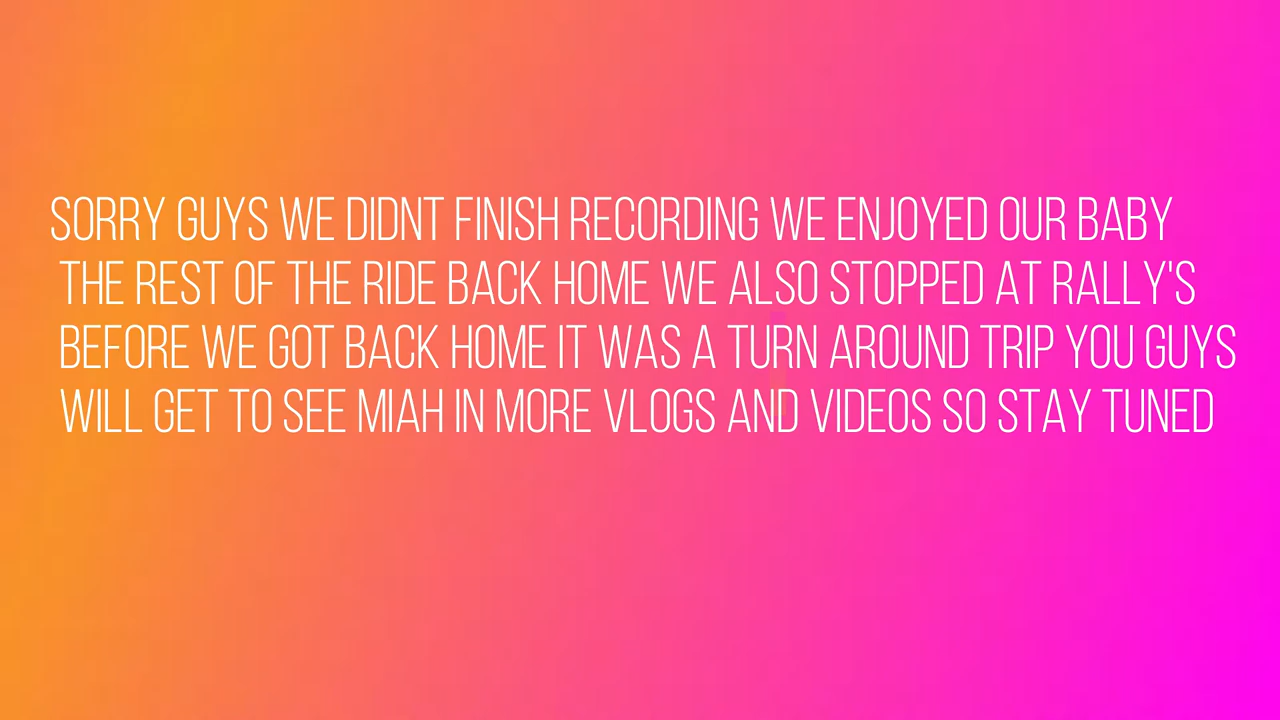 SORRY GUYS WE DIDNT FINISH RECORDING WE ENJOYED OUR BABY
THE REST OF THE RIDE BACK HOME WE ALSO STOPPED AT RALLY'S
BEFORE WE GOT BACK HOME IT WAS A TURN AROUND TRIP YOU GUYS
WILL GET TO SEE MIAH IN MORE VLOGS AND VIDEOS SO STAY TUNED